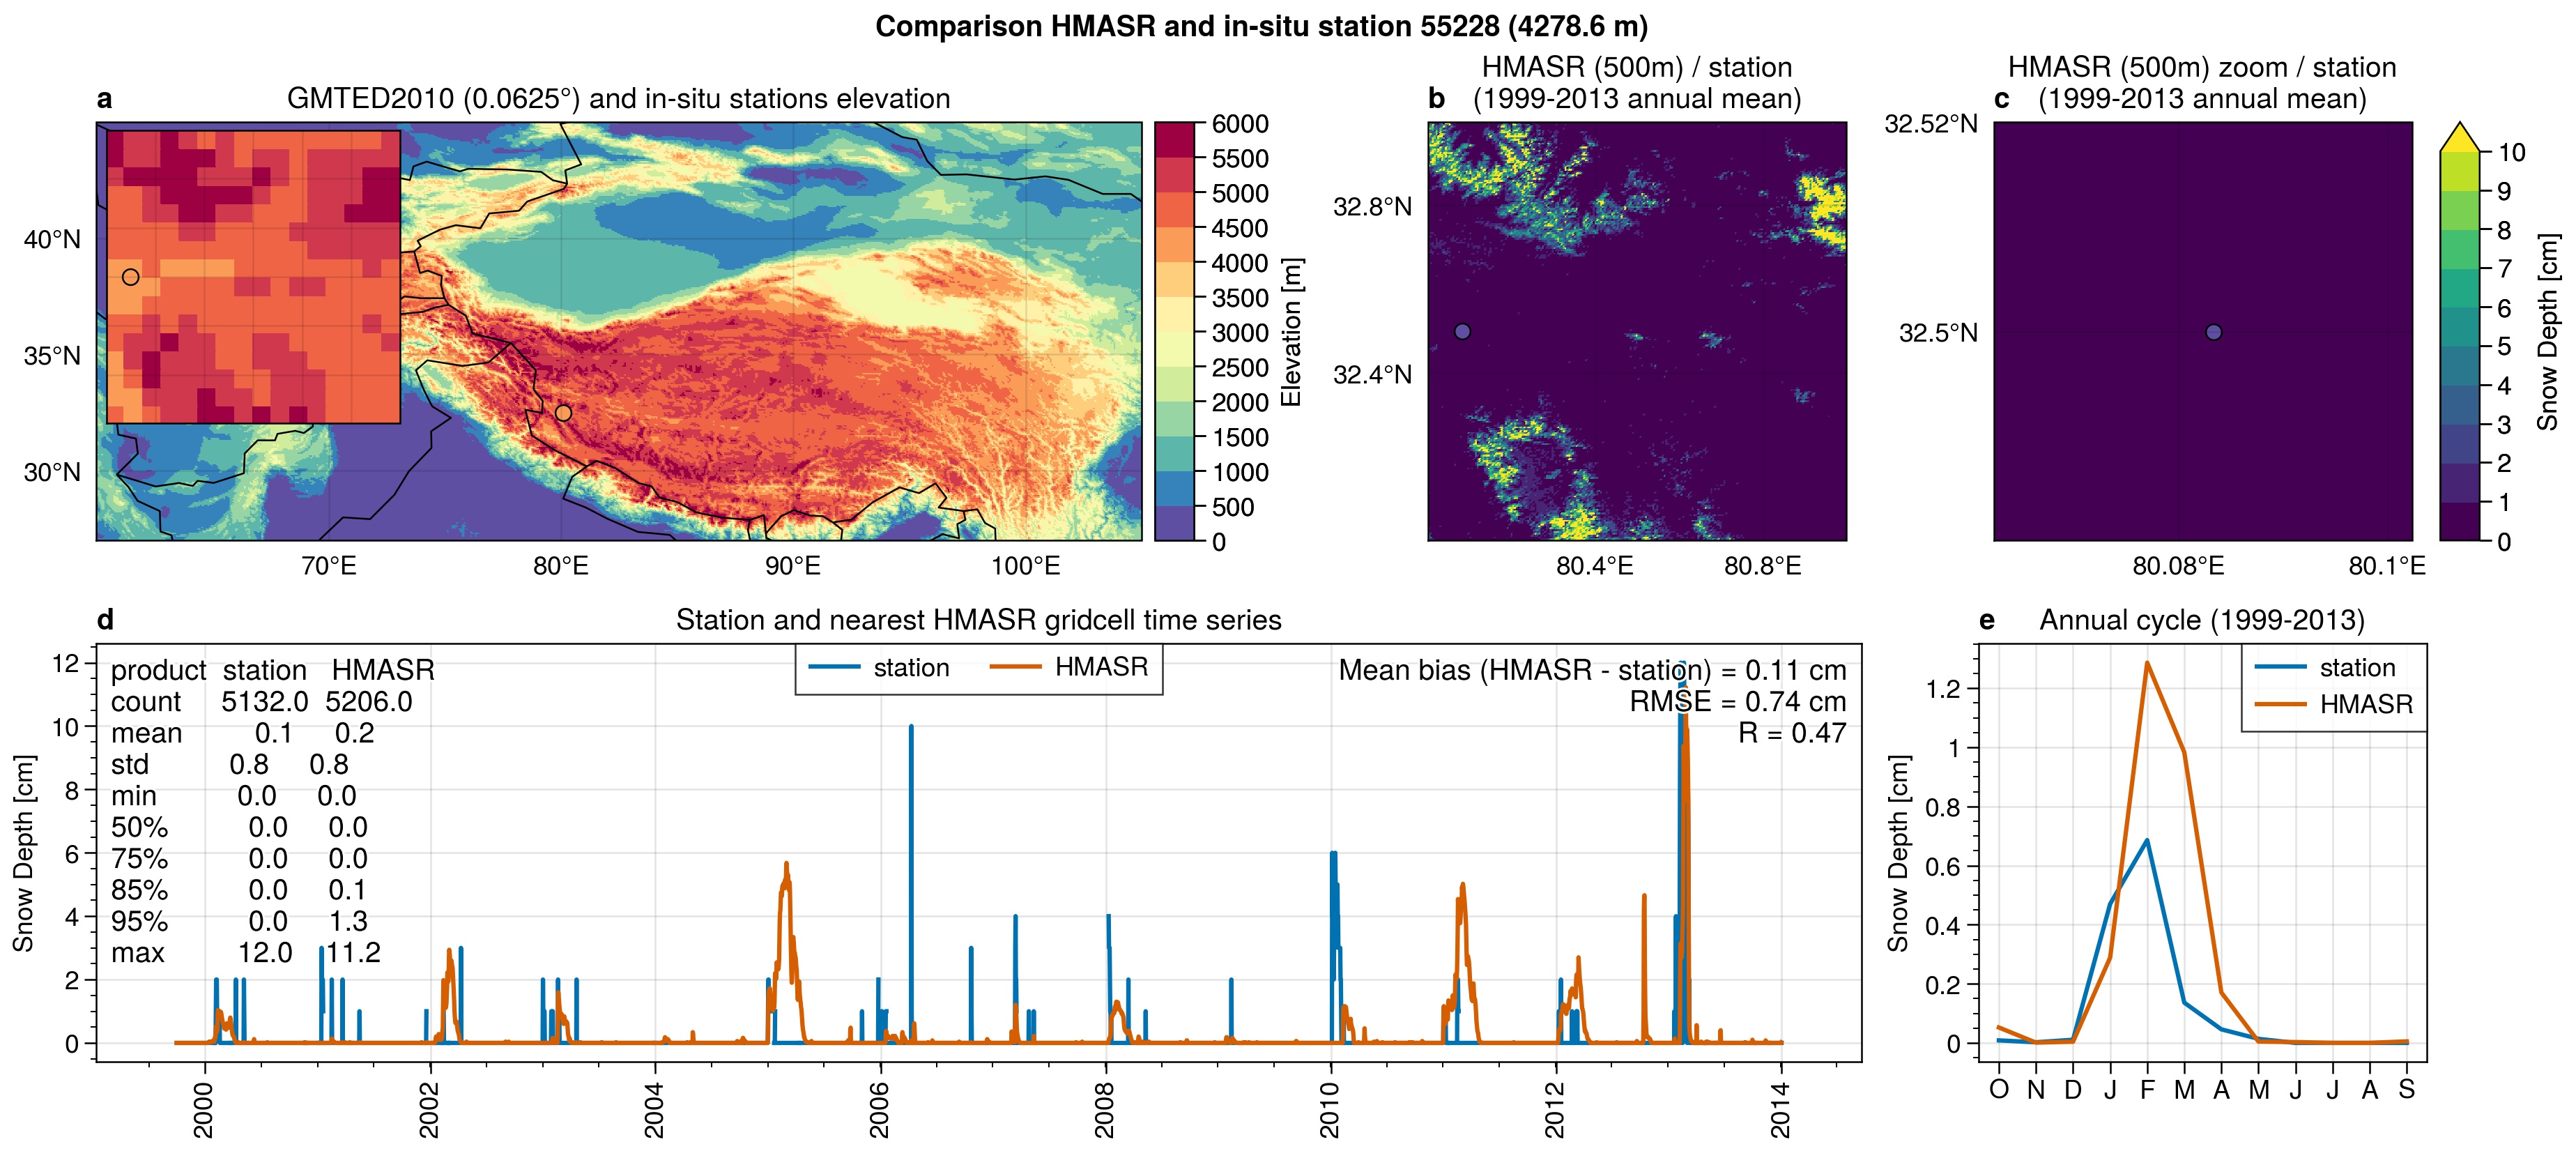 Comparison HMASR and in-situ station 55228 (4278.6 m)
a
GMTED2010 (0.0625°) and in-situ stations elevation
40°N
35°N
30°N
70°E
80°E
90°E
100°E
6000
5500
5000
4500
4000
3500
3000
2500
2000
1500
1000
500
0
Elevation [m]
b
HMASR (500m) / station
(1999-2013 annual mean)
32.8°N
32.4°N
80.4°E
80.8°E
c
HMASR (500m) zoom / station
(1999-2013 annual mean)
32.52°N
32.5°N
80.08°E
80.1°E
10
9
8
7
6
5
4
3
2
1
0
Snow Depth [cm]
d
Station and nearest HMASR gridcell time series
Snow Depth [cm]
12
10
8
6
4
2
0
product station HMASR
count 5132.0 5206.0
mean 0.1 0.2
std 0.8 0.8
min 0.0 0.0
50% 0.0 0.0
75% 0.0 0.0
85% 0.0 0.1
95% 0.0 1.3
max 12.0 11.2
station
HMASR
Mean bias (HMASR - station) = 0.11 cm
RMSE = 0.74 cm
R = 0.47
2000
2002
2004
2006
2008
2010
2012
2014
e
Annual cycle (1999-2013)
Snow Depth [cm]
1.2
1
0.8
0.6
0.4
0.2
0
station
HMASR
O N D J F M A M J J A S